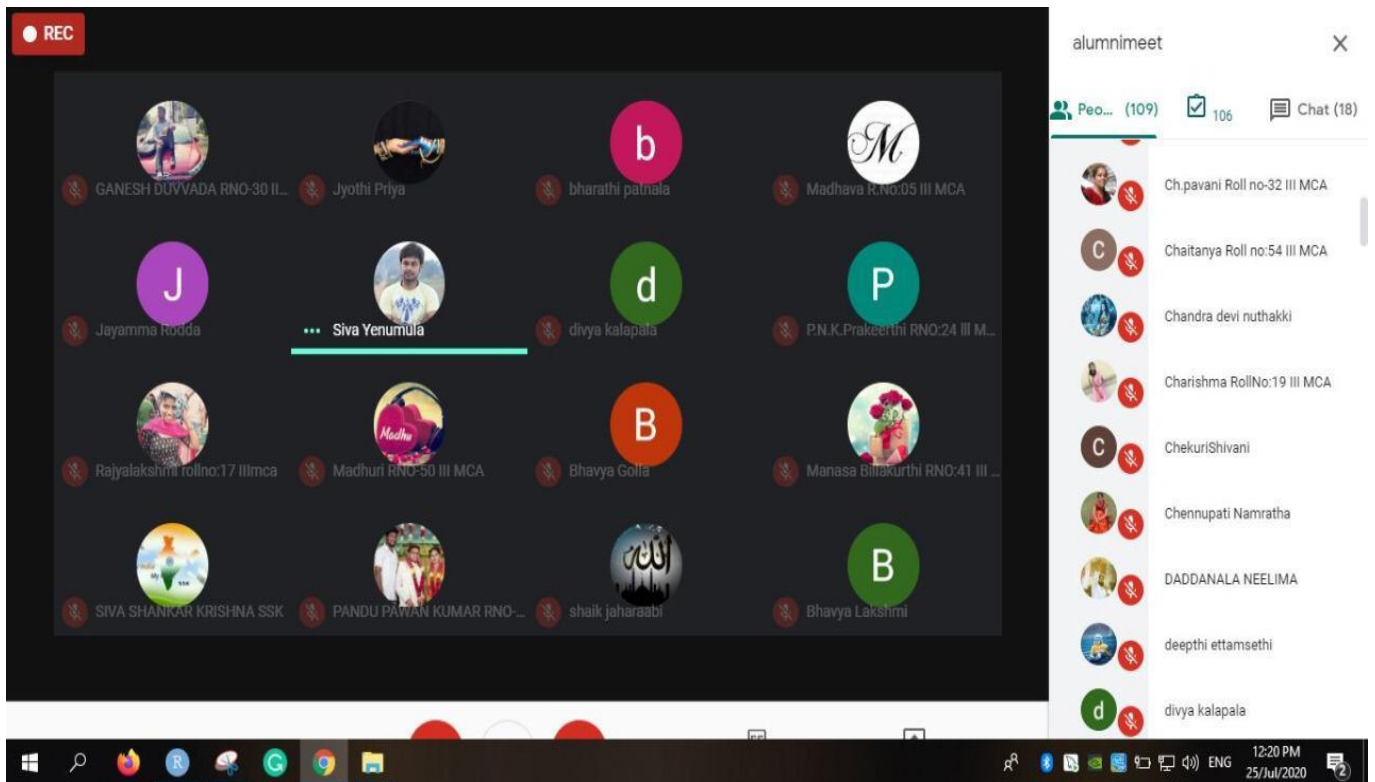 REC
GANESH DUVVADA RNO-30 II...
Jyothi Priya
b
bharathi patnala
M
Madhava R.No:05 III MCA
J
Jayamma Rodda
Siva Yenumula
d
divya kalapala
P
P.N.K.Prakeerthi RNO:24 III M...
Rajyalakshmi rollno:17 IIImca
Madhu
Madhuri RNO-50 III MCA
B
Bhavya Golla
Manasa Billakurthi RNO:41 III ...
SIVA SHANKAR KRISHNA SSK
PANDU PAWAN KUMAR RNO-...
الله
shaik jaharaabi
B
Bhavya Lakshmi
alumnimeet
Peo... (109)
106
Chat (18)
Ch.pavani Roll no-32 III MCA
C
Chaitanya Roll no:54 III MCA
Chandra devi nuthakki
Charishma RollNo:19 III MCA
C
ChekuriShivani
Chennupati Namratha
DADDANALA NEELIMA
deepthi ettamsethi
d
divya kalapala
R
G
ENG
12:20 PM
25/Jul/2020
2